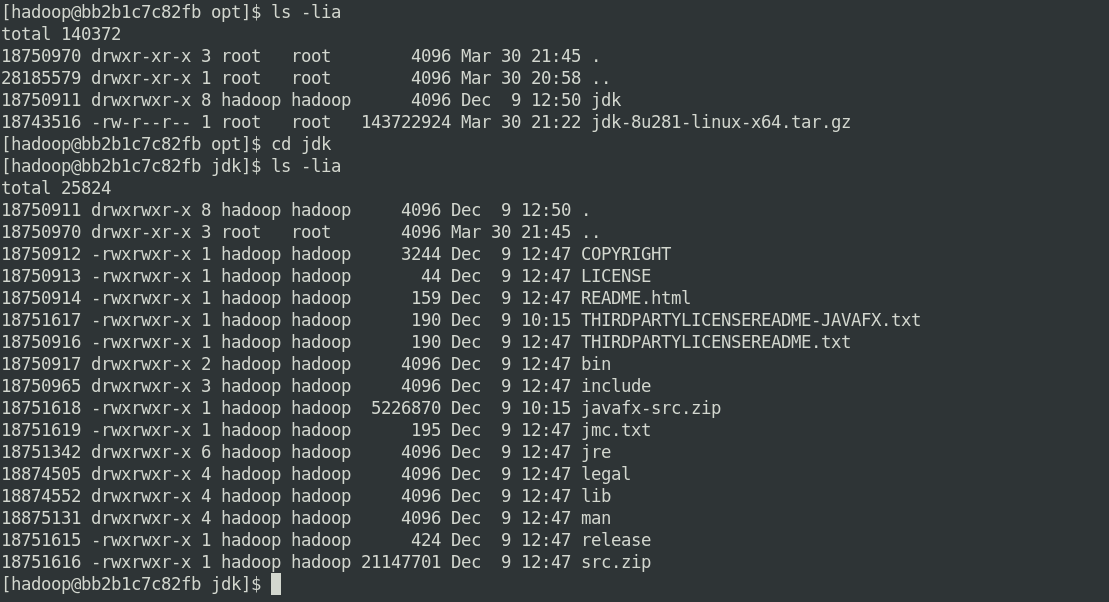 [hadoop@bb2b1c7c82fb opt]$ ls -lia
total 140372
18750970 drwxr-xr-x 3 root   root        4096 Mar 30 21:45 .
28185579 drwxr-xr-x 1 root   root        4096 Mar 30 20:58 ..
18750911 drwxrwxr-x 8 hadoop hadoop      4096 Dec  9 12:50 jdk
18743516 -rw-r--r-- 1 root   root   143722924 Mar 30 21:22 jdk-8u281-linux-x64.tar.gz
[hadoop@bb2b1c7c82fb opt]$ cd jdk
[hadoop@bb2b1c7c82fb jdk]$ ls -lia
total 25824
18750911 drwxrwxr-x 8 hadoop hadoop     4096 Dec  9 12:50 .
18750970 drwxr-xr-x 3 root   root       4096 Mar 30 21:45 ..
18750912 -rwxrwxr-x 1 hadoop hadoop     3244 Dec  9 12:47 COPYRIGHT
18750913 -rwxrwxr-x 1 hadoop hadoop       44 Dec  9 12:47 LICENSE
18750914 -rwxrwxr-x 1 hadoop hadoop      159 Dec  9 12:47 README.html
18751617 -rwxrwxr-x 1 hadoop hadoop      190 Dec  9 10:15 THIRDPARTYLICENSEREADME-JAVAFX.txt
18750916 -rwxrwxr-x 1 hadoop hadoop      190 Dec  9 12:47 THIRDPARTYLICENSEREADME.txt
18750917 drwxrwxr-x 2 hadoop hadoop     4096 Dec  9 12:47 bin
18750965 drwxrwxr-x 3 hadoop hadoop     4096 Dec  9 12:47 include
18751618 -rwxrwxr-x 1 hadoop hadoop  5226870 Dec  9 10:15 javafx-src.zip
18751619 -rwxrwxr-x 1 hadoop hadoop      195 Dec  9 12:47 jmc.txt
18751342 drwxrwxr-x 6 hadoop hadoop     4096 Dec  9 12:47 jre
18874505 drwxrwxr-x 4 hadoop hadoop     4096 Dec  9 12:47 legal
18874552 drwxrwxr-x 4 hadoop hadoop     4096 Dec  9 12:47 lib
18875131 drwxrwxr-x 4 hadoop hadoop     4096 Dec  9 12:47 man
18751615 -rwxrwxr-x 1 hadoop hadoop      424 Dec  9 12:47 release
18751616 -rwxrwxr-x 1 hadoop hadoop 21147701 Dec  9 12:47 src.zip
[hadoop@bb2b1c7c82fb jdk]$